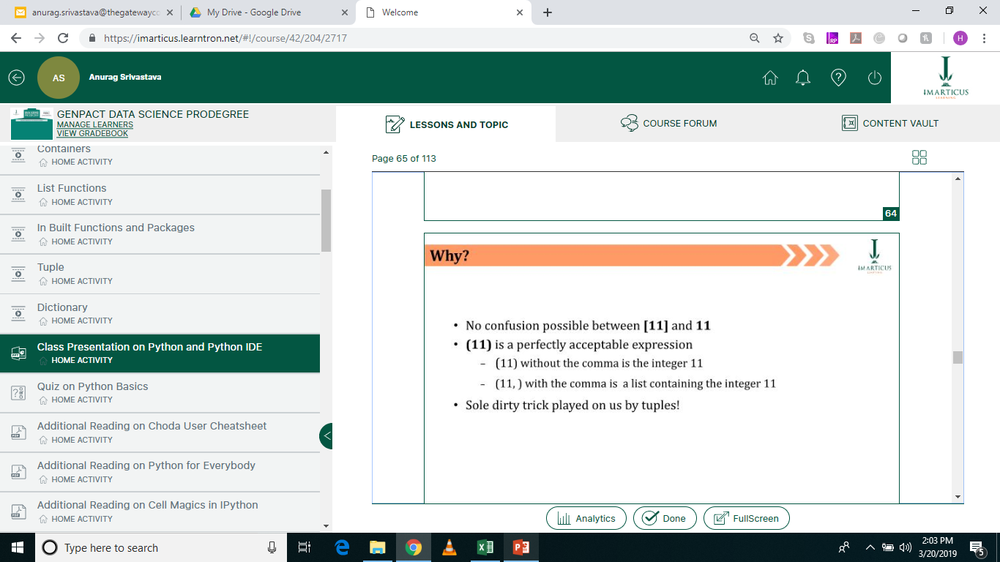 anurag.srivastava@thegatewayco
My Drive - Google Drive
Welcome
https://imarticus.learntron.net/#!/course/42/204/2717
RP
H
AS
Anurag Srivastava
IMARTICUS
LEARNING
GENPACT DATA SCIENCE PRODEGREE
MANAGE LEARNERS
VIEW GRADEBOOK
LESSONS AND TOPIC
COURSE FORUM
CONTENT VAULT
Containers
HOME ACTIVITY
List Functions
HOME ACTIVITY
In Built Functions and Packages
HOME ACTIVITY
Tuple
HOME ACTIVITY
Dictionary
HOME ACTIVITY
Class Presentation on Python and Python IDE
HOME ACTIVITY
Quiz on Python Basics
HOME ACTIVITY
Additional Reading on Choda User Cheatsheet
HOME ACTIVITY
Additional Reading on Python for Everybody
HOME ACTIVITY
Additional Reading on Cell Magics in IPython
HOME ACTIVITY
Page 65 of 113
64
Why?
IMARTICUS
• No confusion possible between [11] and 11
• (11) is a perfectly acceptable expression
– (11) without the comma is the integer 11
– (11, ) with the comma is a list containing the integer 11
• Sole dirty trick played on us by tuples!
Analytics
Done
FullScreen
Type here to search
2:03 PM
3/20/2019
5